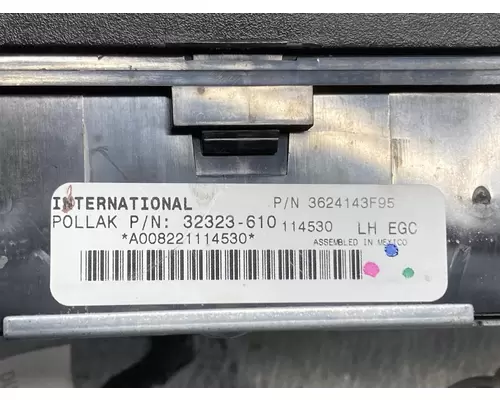 INTERNATIONAL P/N 3624143F95
POLLAK P/N: 32323-610 114530 LH EGC
*A008221114530* ASSEMBLED IN MEXICO